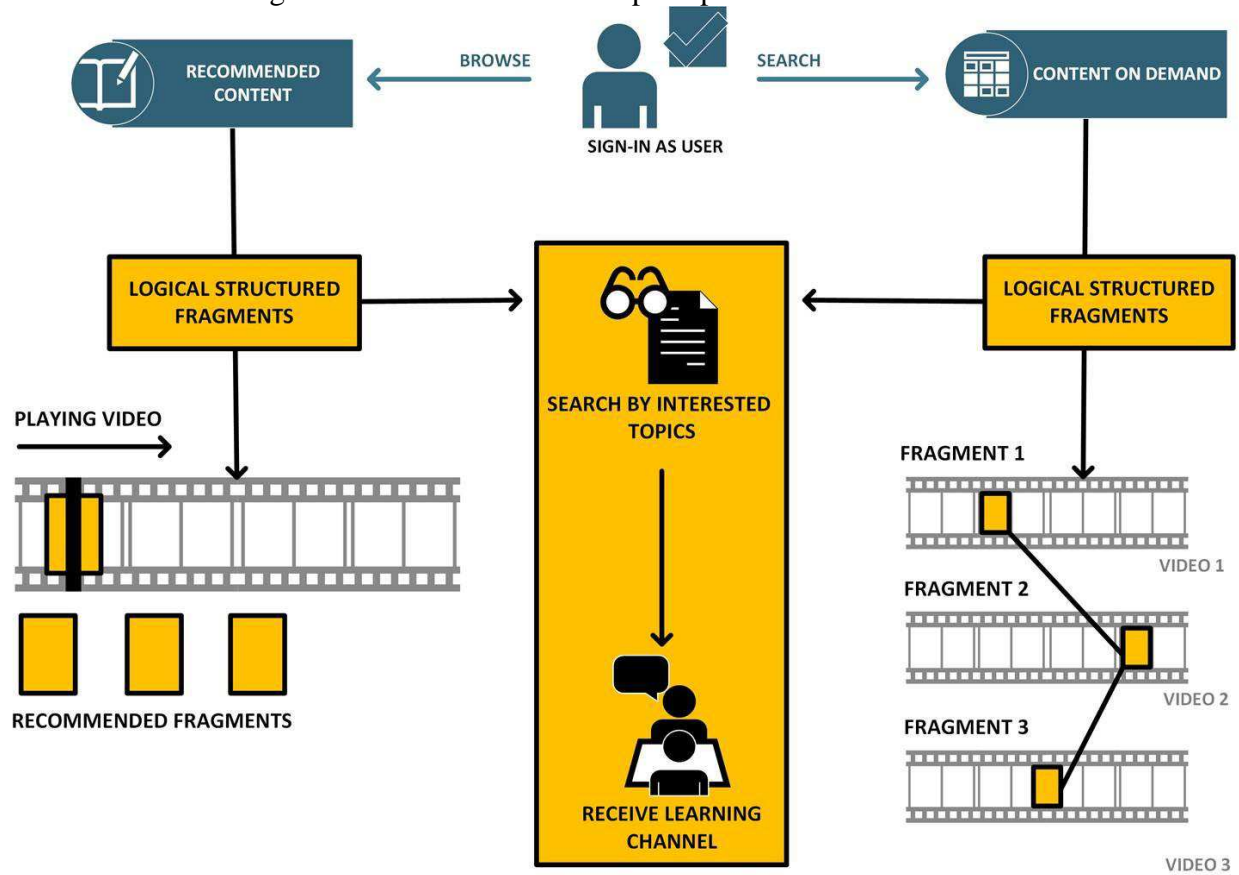 RECOMMENDED
CONTENT
BROWSE
SEARCH
CONTENT ON DEMAND
SIGN-IN AS USER
LOGICAL STRUCTURED
FRAGMENTS
LOGICAL STRUCTURED
FRAGMENTS
SEARCH BY INTERESTED
TOPICS
PLAYING VIDEO
RECOMMENDED FRAGMENTS
RECEIVE LEARNING
CHANNEL
FRAGMENT 1
VIDEO 1
FRAGMENT 2
VIDEO 2
FRAGMENT 3
VIDEO 3